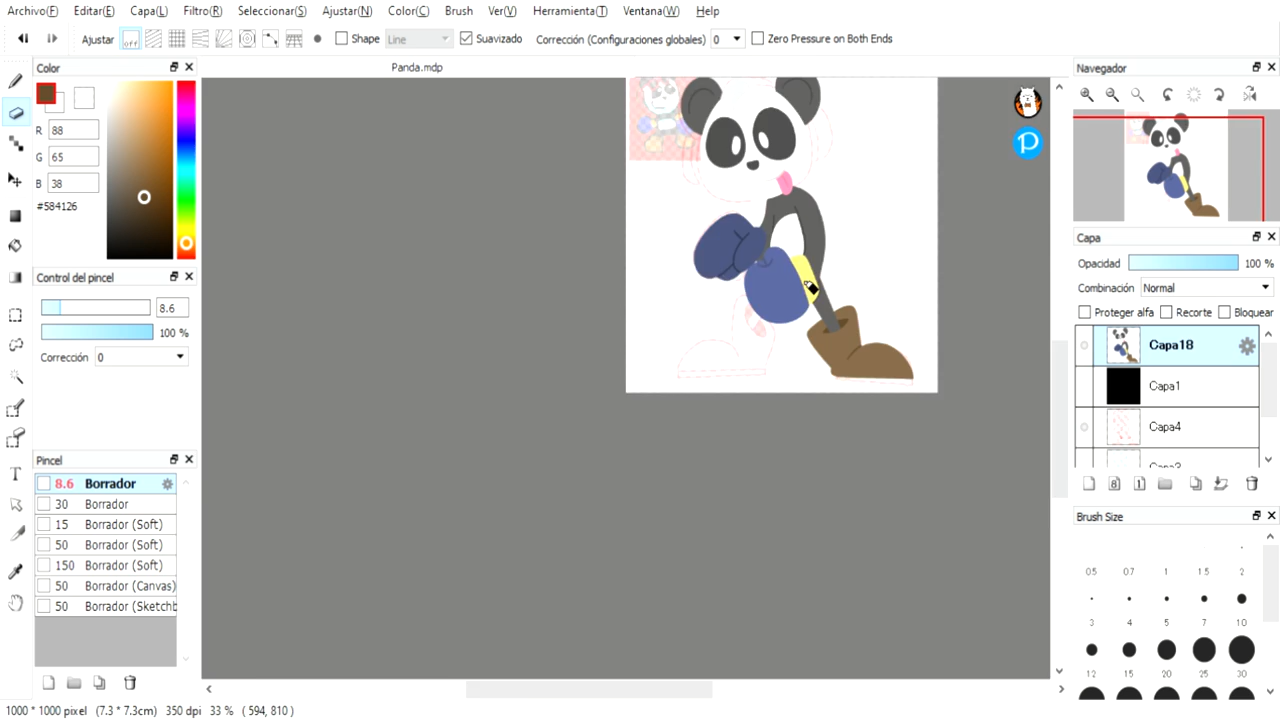 Archivo(F) Editar(E) Capa(L) Filtro(R) Seleccionar(S) Ajustar(N) Color(C) Brush Ver(V) Herramienta(T) Ventana(W) Help
Ajustar off Shape Line Suavizado Corrección (Configuraciones globales) 0 Zero Pressure on Both Ends
Color
Panda.mdp
Navegador
R 88
G 65
B 38
#584126
Capa
Opacidad 100 %
Combinación Normal
Proteger alfa Recorte Bloquear
Control del pincel
8.6
100 %
Corrección 0
Capa18
Capa1
Capa4
Pincel
8.6 Borrador
30 Borrador
15 Borrador (Soft)
50 Borrador (Soft)
150 Borrador (Soft)
50 Borrador (Canvas)
50 Borrador (Sketchb
Brush Size
0.5 0.7 1 1.5 2
3 4 5 7 10
12 15 20 25 30
1000 * 1000 pixel (7.3 * 7.3cm) 350 dpi 33 % ( 594, 810 )